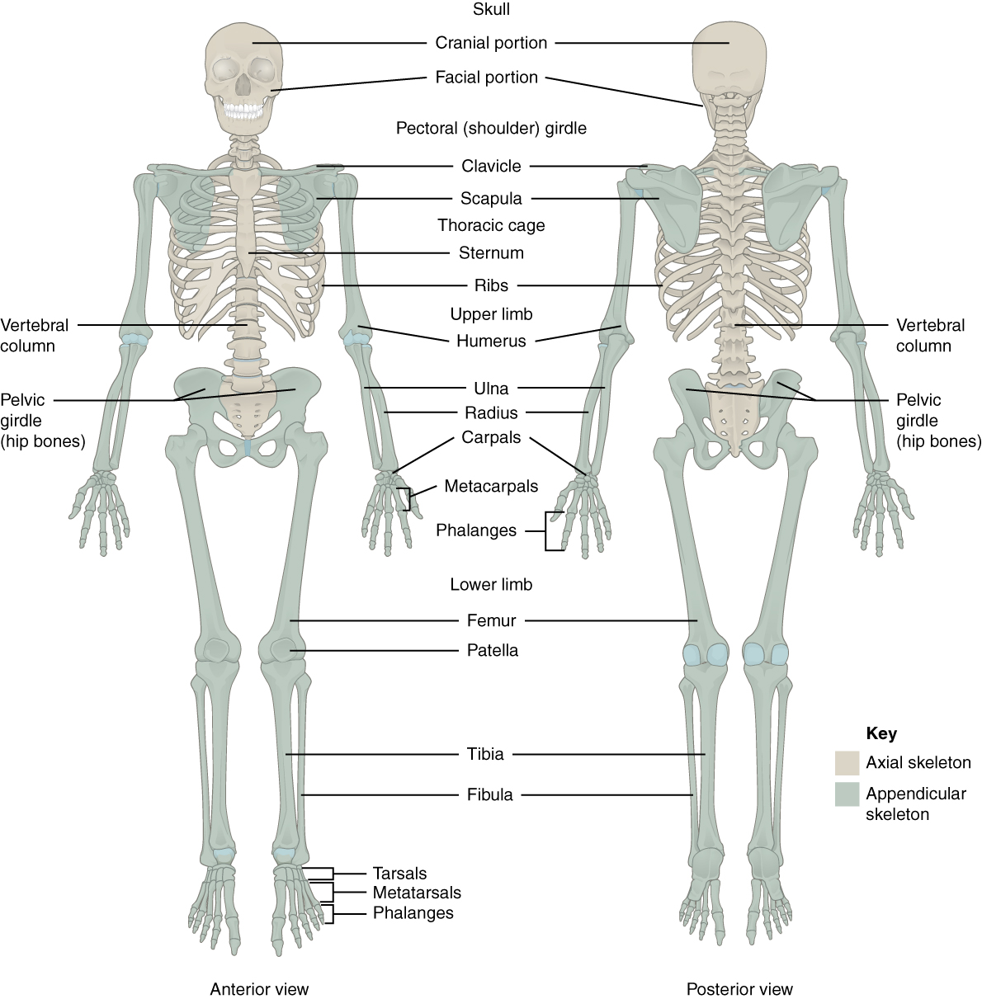 Skull
Cranial portion
Facial portion
Pectoral (shoulder) girdle
Clavicle
Scapula
Thoracic cage
Sternum
Ribs
Upper limb
Humerus
Vertebral
column
Vertebral
column
Ulna
Radius
Pelvic
girdle
(hip bones)
Pelvic
girdle
(hip bones)
Carpals
Metacarpals
Phalanges
Lower limb
Femur
Patella
Tibia
Fibula
Key
Axial skeleton
Appendicular
skeleton
Tarsals
Metatarsals
Phalanges
Anterior view
Posterior view